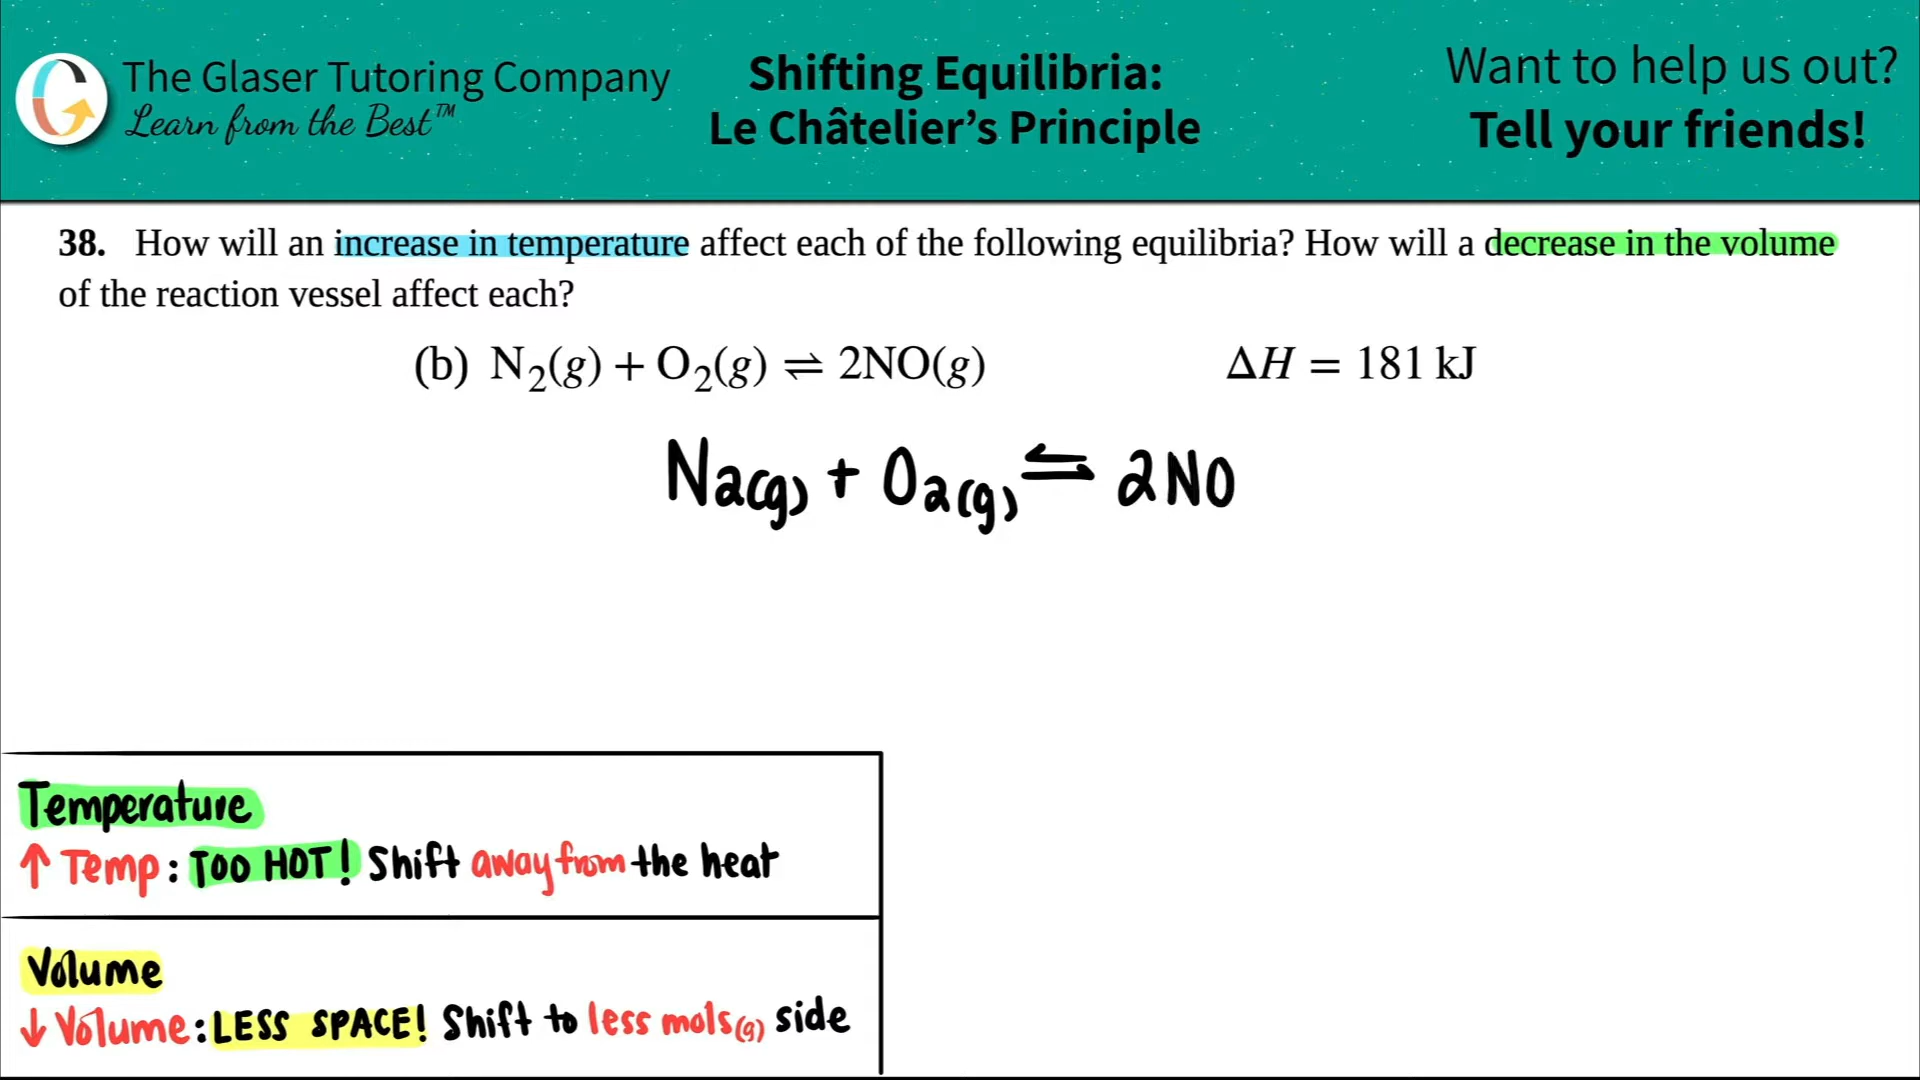 The Glaser Tutoring Company
Learn from the Best™
Shifting Equilibria:
Le Châtelier’s Principle
Want to help us out?
Tell your friends!
38. How will an increase in temperature affect each of the following equilibria? How will a decrease in the volume
of the reaction vessel affect each?
(b) N₂(g) + O₂(g) ⇌ 2NO(g) ΔH = 181 kJ
N₂(g) + O₂(g) ⇆ 2NO
Temperature
↑ Temp: TOO HOT! Shift away from the heat
Volume
↓ Volume: LESS SPACE! Shift to less mols(g) side